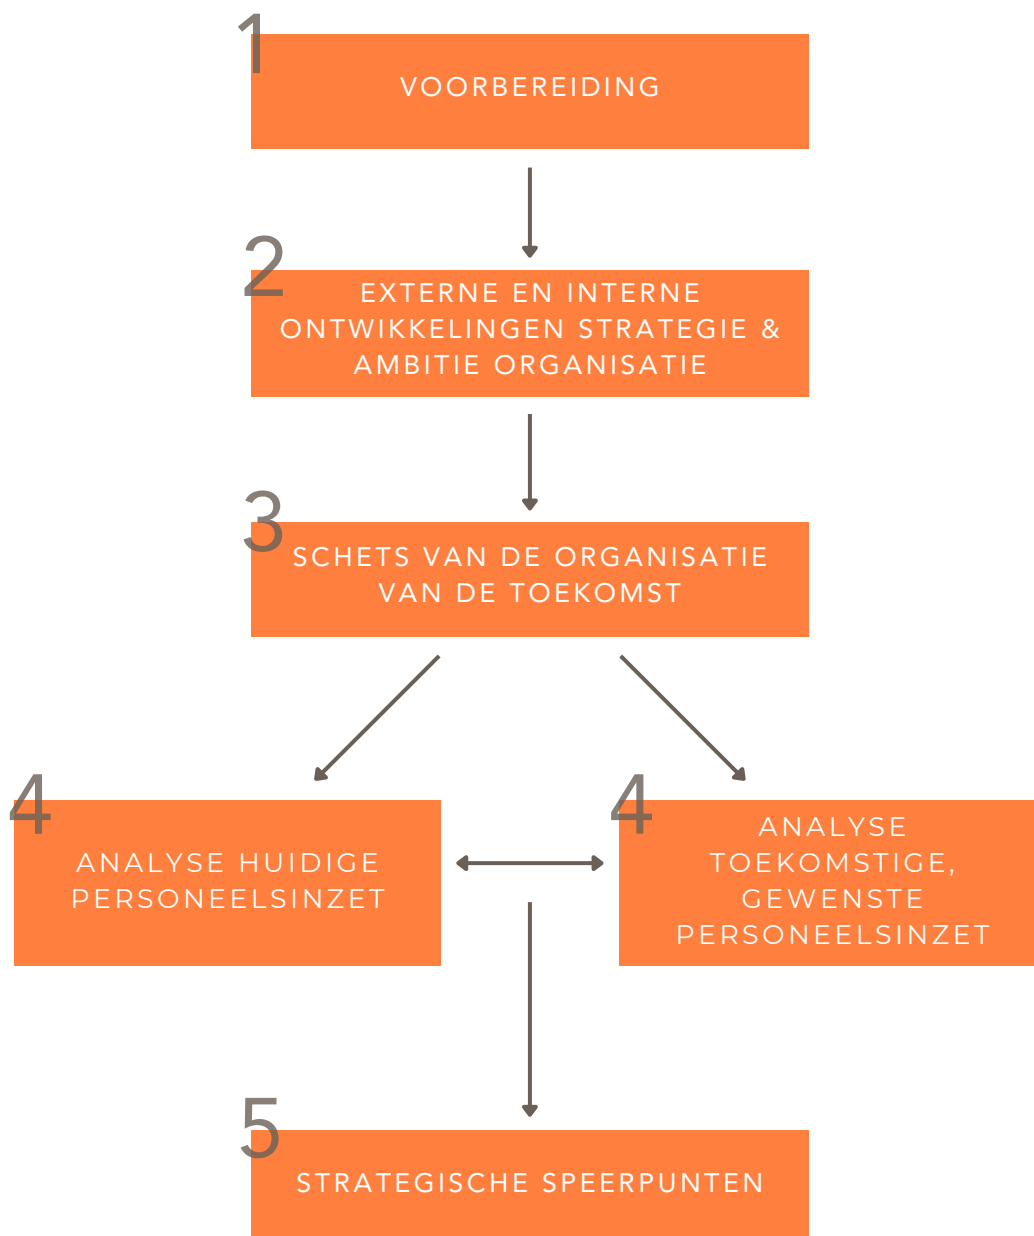 1
VOORBEREIDING
2
EXTERNE EN INTERNE
ONTWIKKELINGEN STRATEGIE &
AMBITIE ORGANISATIE
3
SCHETS VAN DE ORGANISATIE
VAN DE TOEKOMST
4
ANALYSE HUIDIGE
PERSONEELSINZET
4
ANALYSE
TOEKOMSTIGE,
GEWENSTE
PERSONEELSINZET
5
STRATEGISCHE SPEERPUNTEN